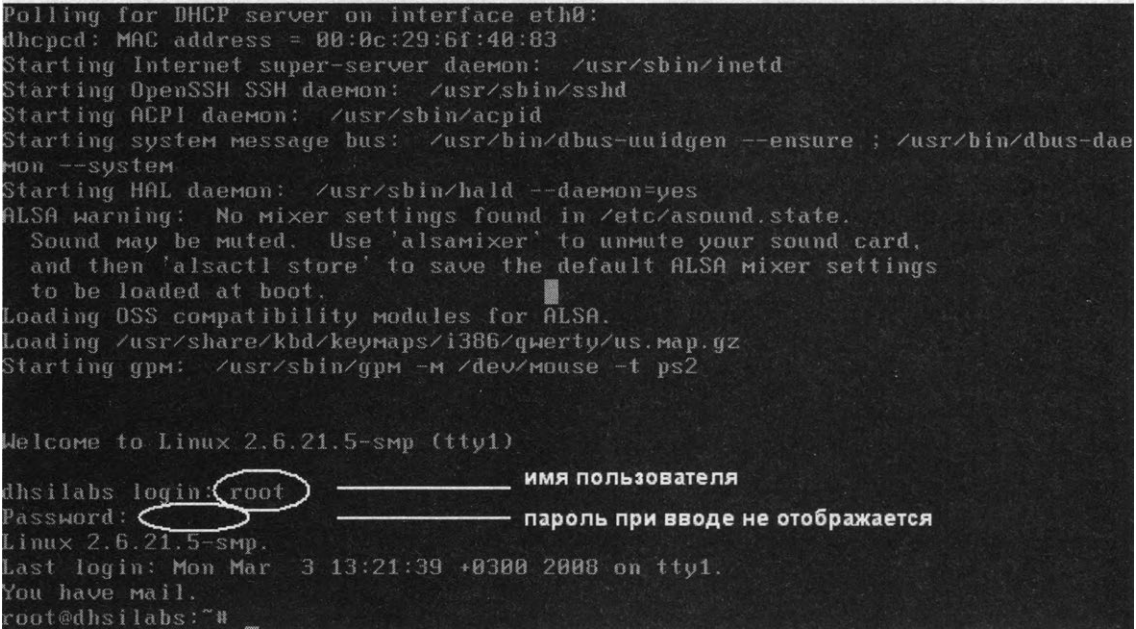 Polling for DHCP server on interface eth0:
dhcpcd: MAC address = 00:0c:29:6f:40:83
Starting Internet super-server daemon:  /usr/sbin/inetd
Starting OpenSSH SSH daemon:  /usr/sbin/sshd
Starting ACPI daemon:  /usr/sbin/acpid
Starting system message bus:  /usr/bin/dbus-uuidgen --ensure ; /usr/bin/dbus-dae
mon --system
Starting HAL daemon:  /usr/sbin/hald --daemon=yes
ALSA warning:  No mixer settings found in /etc/asound.state.
  Sound may be muted.  Use 'alsamixer' to unmute your sound card,
  and then 'alsactl store' to save the default ALSA mixer settings
  to be loaded at boot.
Loading OSS compatibility modules for ALSA.
Loading /usr/share/kbd/keymaps/i386/qwerty/us.map.gz
Starting gpm:  /usr/sbin/gpm -m /dev/mouse -t ps2
Welcome to Linux 2.6.21.5-smp (tty1)
dhsilabs login: root имя пользователя
Password: пароль при вводе не отображается
Linux 2.6.21.5-smp.
Last login: Mon Mar  3 13:21:39 +0300 2008 on tty1.
You have mail.
root@dhsilabs:~# _